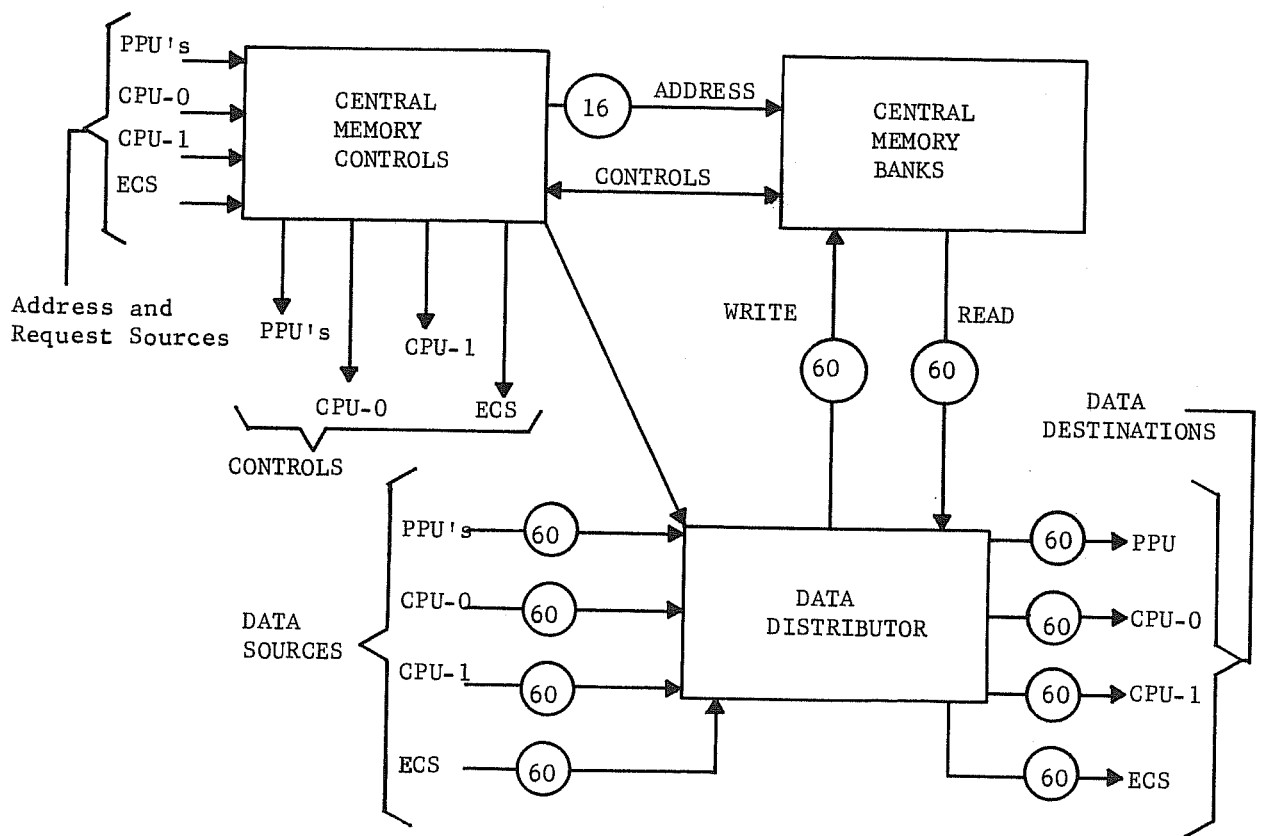 PPU's
CPU-0
CPU-1
ECS
Address and
Request Sources
CENTRAL
MEMORY
CONTROLS
16
ADDRESS
CONTROLS
CENTRAL
MEMORY
BANKS
PPU's
CPU-0
CPU-1
ECS
CONTROLS
WRITE
60
READ
60
DATA
DESTINATIONS
DATA
SOURCES
PPU's
60
CPU-0
60
CPU-1
60
ECS
60
DATA
DISTRIBUTOR
60
PPU
60
CPU-0
60
CPU-1
60
ECS